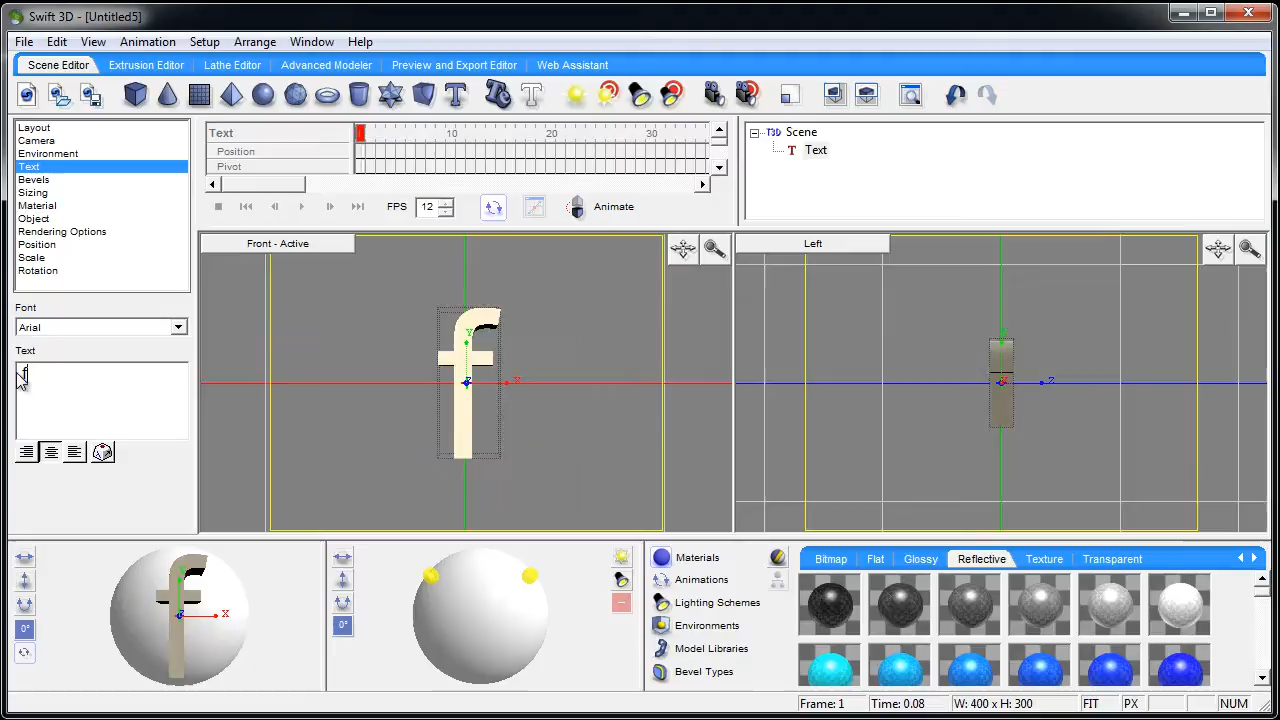 Swift 3D - [Untitled5]
File Edit View Animation Setup Arrange Window Help
Scene Editor Extrusion Editor Lathe Editor Advanced Modeler Preview and Export Editor Web Assistant
Layout
Camera
Environment
Text
Bevels
Sizing
Material
Object
Rendering Options
Position
Scale
Rotation
Font
Arial
Text
f
Text 10 20 30
Position
Pivot
FPS 12 Animate
Scene
Text
Front - Active
f
Y
X
Z
Left
Y
X
Z
f
X
Z
0°
0°
Materials
Animations
Lighting Schemes
Environments
Model Libraries
Bevel Types
Bitmap Flat Glossy Reflective Texture Transparent
Frame: 1 Time: 0.08 W: 400 x H: 300 FIT PX NUM